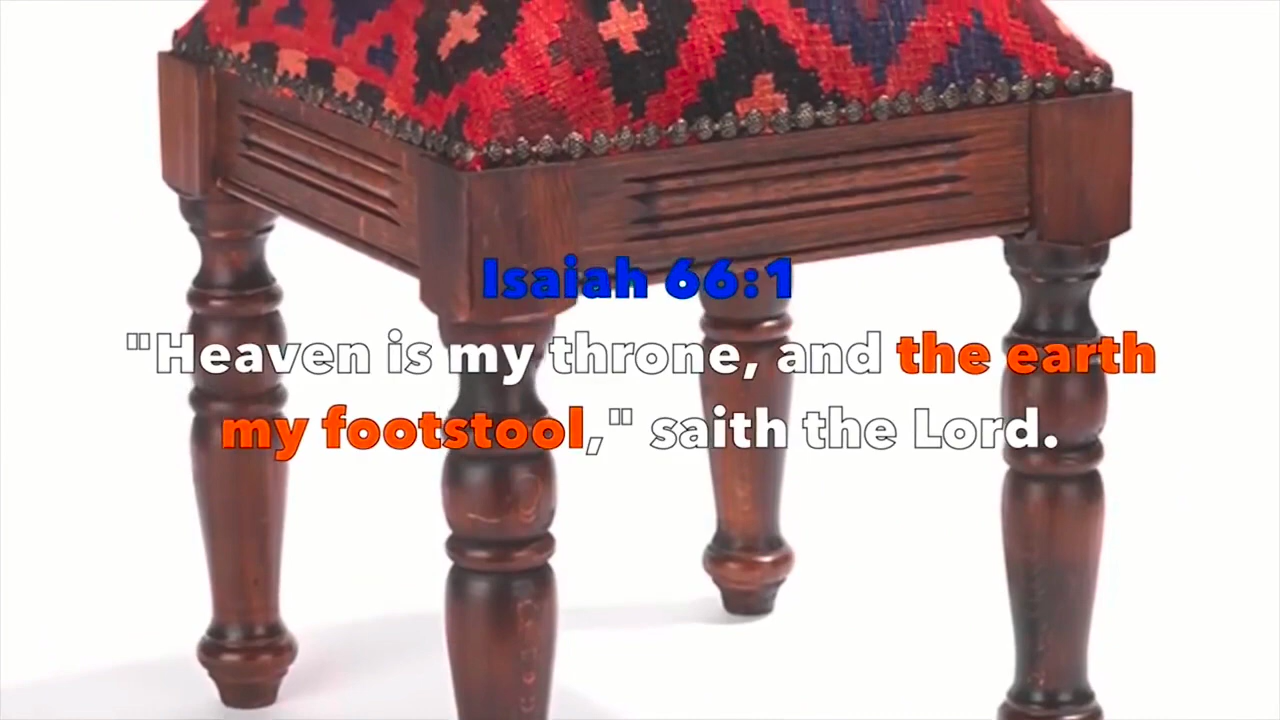 Isaiah 66:1
"Heaven is my throne, and the earth
my footstool," saith the Lord.